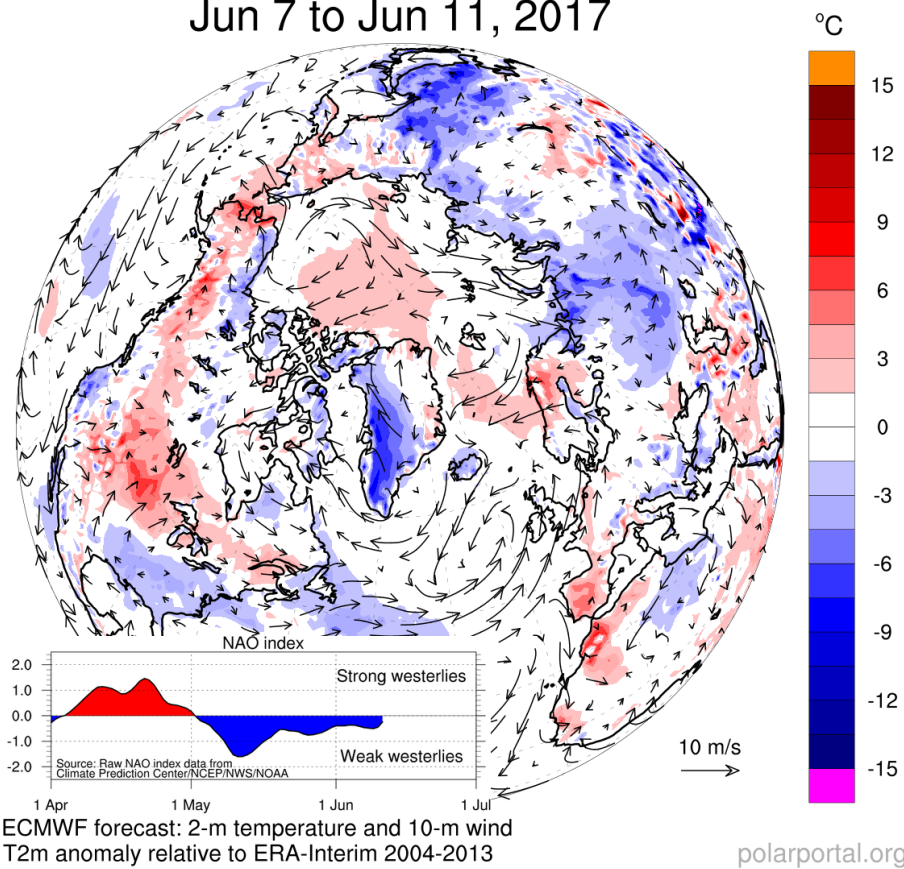 Jun 7 to Jun 11, 2017
°C
15
12
9
6
3
0
-3
-6
-9
-12
-15
10 m/s
NAO index
2.0
1.0
0.0
-1.0
-2.0
Strong westerlies
Weak westerlies
Source: Raw NAO index data from
Climate Prediction Center/NCEP/NWS/NOAA
1 Apr
1 May
1 Jun
1 Jul
ECMWF forecast: 2-m temperature and 10-m wind
T2m anomaly relative to ERA-Interim 2004-2013
polarportal.org